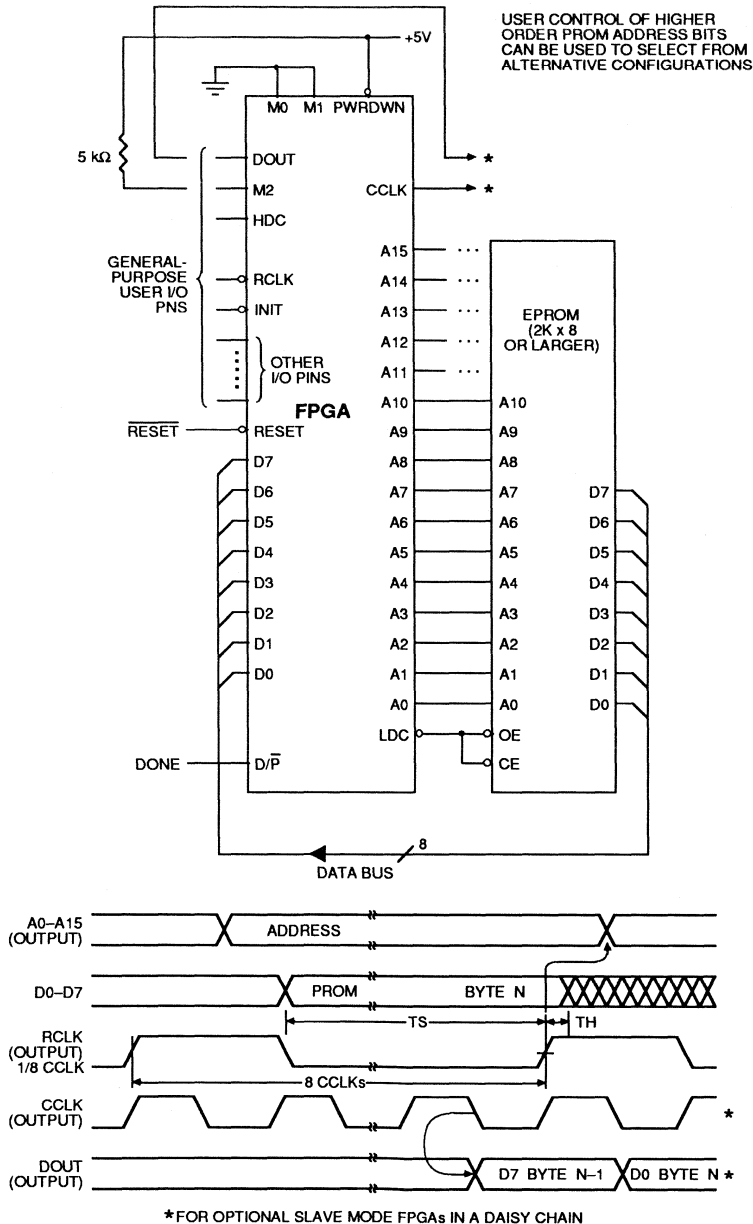 USER CONTROL OF HIGHER
ORDER PROM ADDRESS BITS
CAN BE USED TO SELECT FROM
ALTERNATIVE CONFIGURATIONS
+5V
M0 M1 PWRDWN
5 kΩ
DOUT
*
M2
CCLK
*
HDC
GENERAL-
PURPOSE
USER I/O
PNS
RCLK
INIT
OTHER
I/O PINS
FPGA
RESET
RESET
D7
D6
D5
D4
D3
D2
D1
D0
DONE
D/P
A15 ...
A14 ...
A13 ...
A12 ...
A11 ...
A10
A9
A8
A7
A6
A5
A4
A3
A2
A1
A0
LDC
EPROM
(2K x 8
OR LARGER)
A10
A9
A8
A7
A6
A5
A4
A3
A2
A1
A0
OE
CE
D7
D6
D5
D4
D3
D2
D1
D0
8
DATA BUS
A0–A15
(OUTPUT)
ADDRESS
D0–D7
PROM BYTE N
TS
TH
RCLK
(OUTPUT)
1/8 CCLK
8 CCLKs
CCLK
(OUTPUT)
*
DOUT
(OUTPUT)
D7 BYTE N–1
D0 BYTE N *
*FOR OPTIONAL SLAVE MODE FPGAs IN A DAISY CHAIN